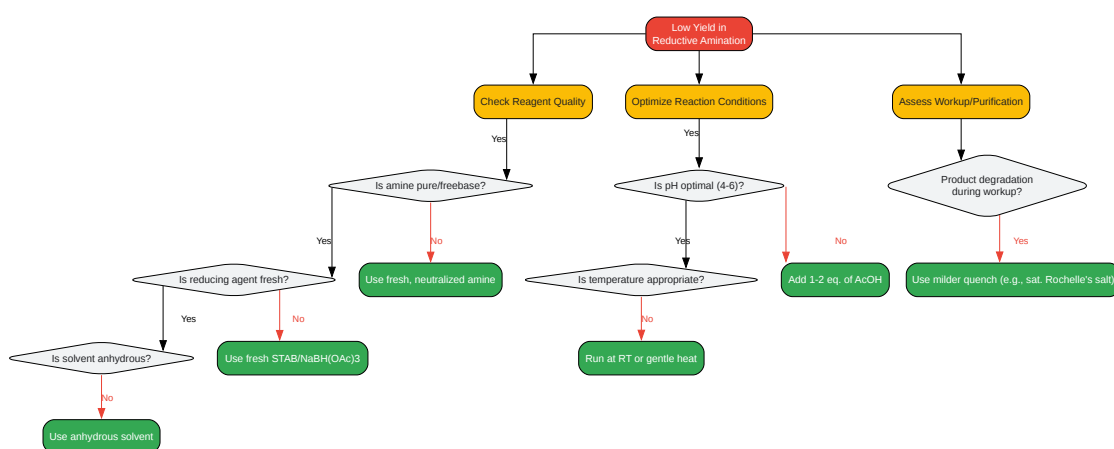 Low Yield in
Reductive Amination
Check Reagent Quality
Optimize Reaction Conditions
Assess Workup/Purification
Yes
Yes
Is amine pure/freebase?
Is pH optimal (4-6)?
Product degradation
during workup?
Yes
No
Yes
No
Yes
Is reducing agent fresh?
Use fresh, neutralized amine
Is temperature appropriate?
Add 1-2 eq. of AcOH
Use milder quench (e.g., sat. Rochelle's salt)
Yes
No
No
Is solvent anhydrous?
Use fresh STAB/NaBH(OAc)3
Run at RT or gentle heat
No
Use anhydrous solvent